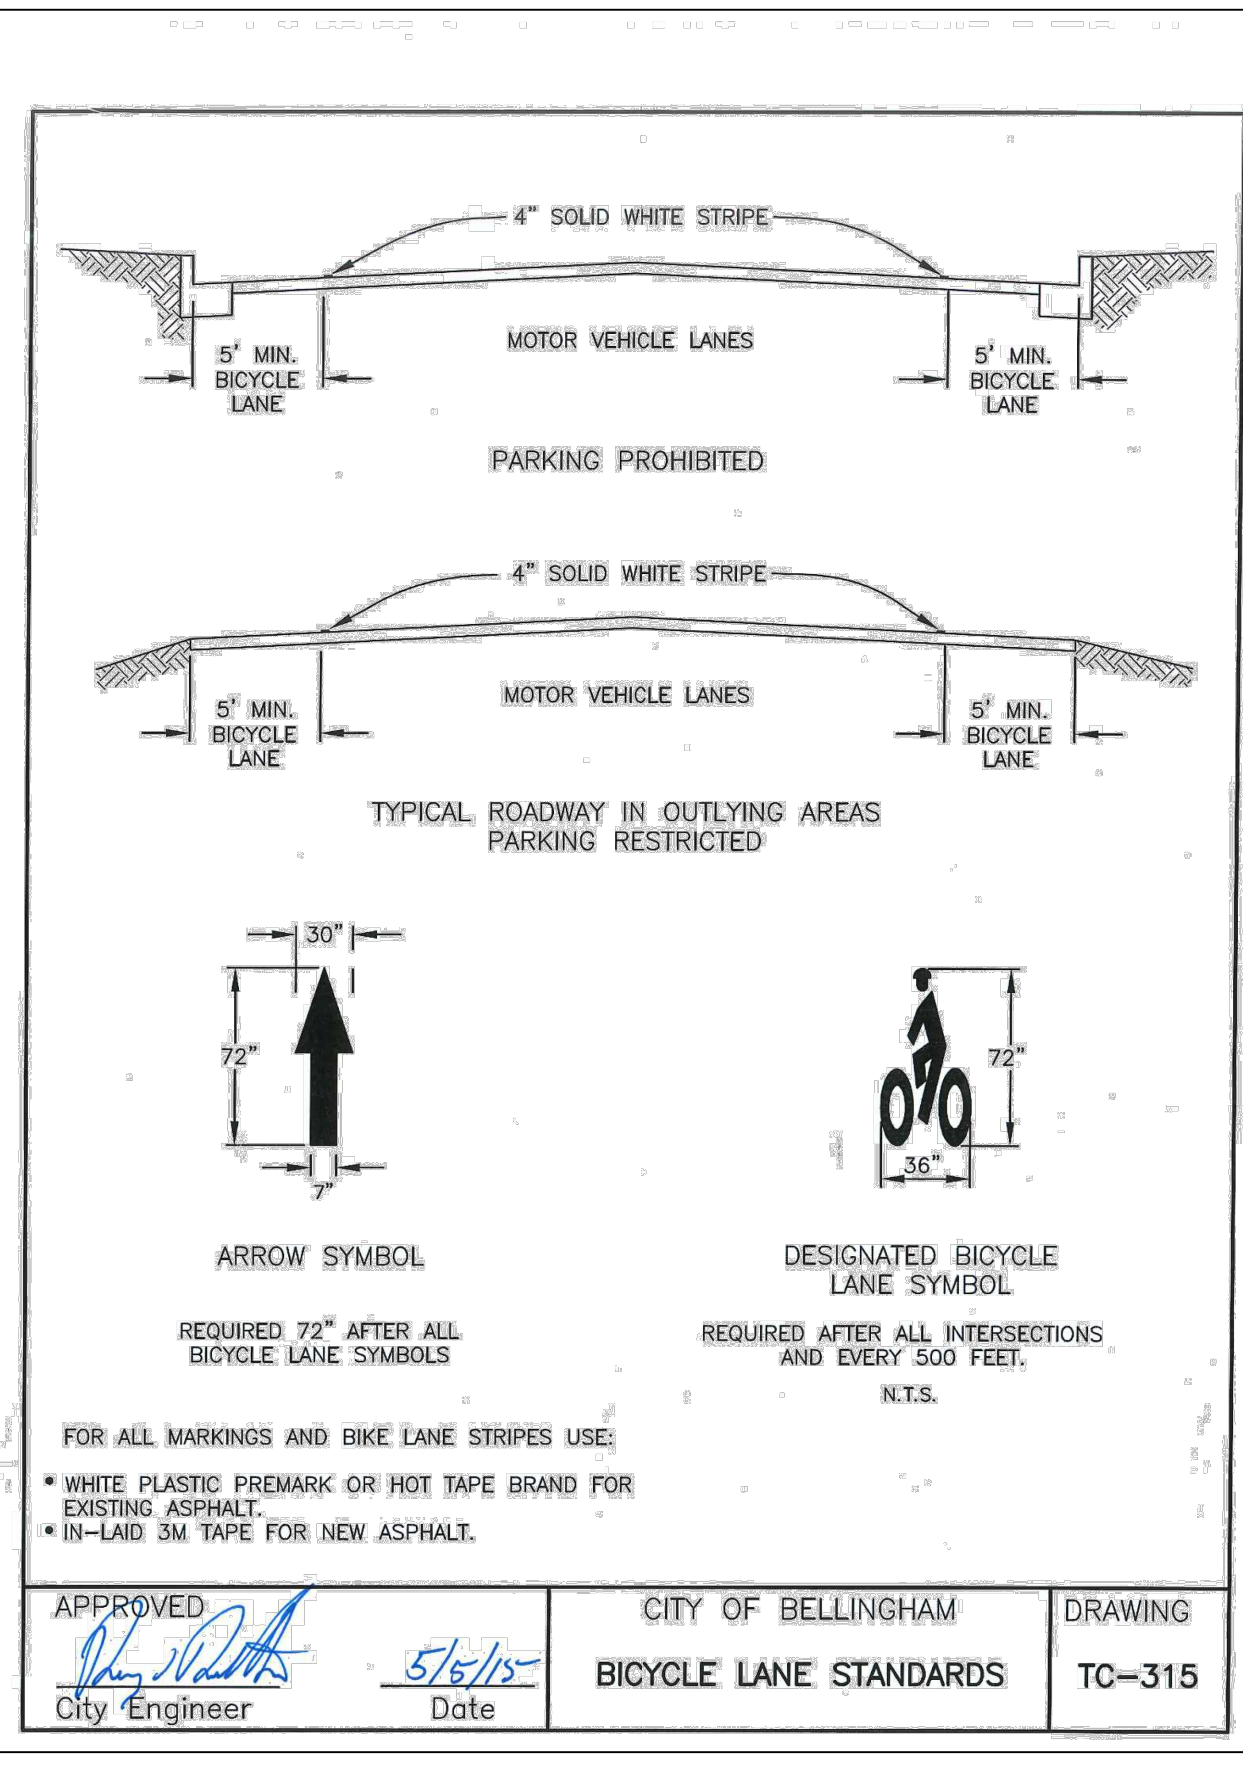 4" SOLID WHITE STRIPE
MOTOR VEHICLE LANES
5' MIN.
BICYCLE
LANE
5' MIN.
BICYCLE
LANE
PARKING PROHIBITED
4" SOLID WHITE STRIPE
MOTOR VEHICLE LANES
5' MIN.
BICYCLE
LANE
5' MIN.
BICYCLE
LANE
TYPICAL ROADWAY IN OUTLYING AREAS
PARKING RESTRICTED
30"
72"
7"
ARROW SYMBOL
REQUIRED 72" AFTER ALL
BICYCLE LANE SYMBOLS
72"
36"
DESIGNATED BICYCLE
LANE SYMBOL
REQUIRED AFTER ALL INTERSECTIONS
AND EVERY 500 FEET.
N.T.S.
FOR ALL MARKINGS AND BIKE LANE STRIPES USE:
• WHITE PLASTIC PREMARK OR HOT TAPE BRAND FOR
EXISTING ASPHALT.
• IN-LAID 3M TAPE FOR NEW ASPHALT.
APPROVED
5/5/15
City Engineer
Date
CITY OF BELLINGHAM
BICYCLE LANE STANDARDS
DRAWING
TC-315